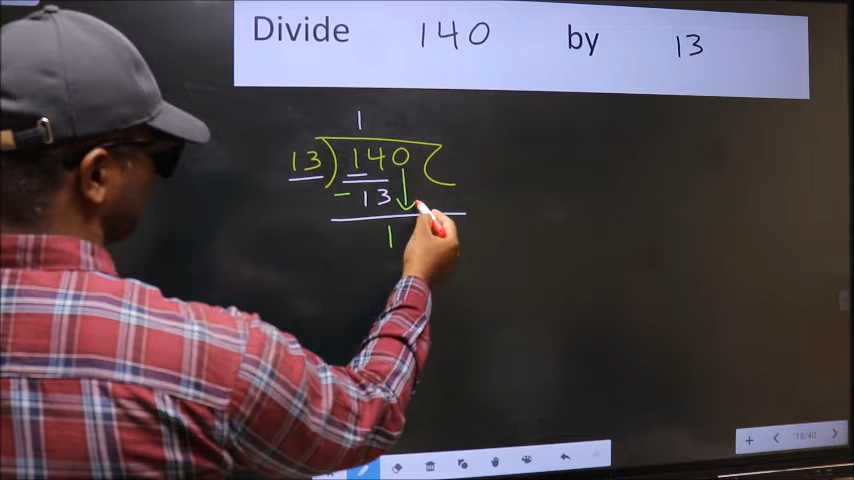 Divide 140 by 13
1
13) 140 (
- 13 ↓
1
18/40